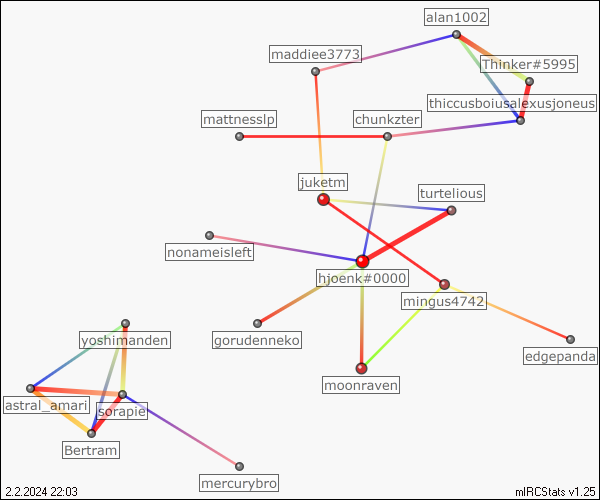 alan1002
maddiee3773
Thinker#5995
thiccusboiusalexusjoneus
mattnesslp
chunkzter
juketm
turtelious
nonameisleft
hjoenk#0000
mingus4742
yoshimanden
gorudenneko
edgepanda
moonraven
astral_amari
sorapie
Bertram
mercurybro
2.2.2024 22:03
mIRCStats v1.25